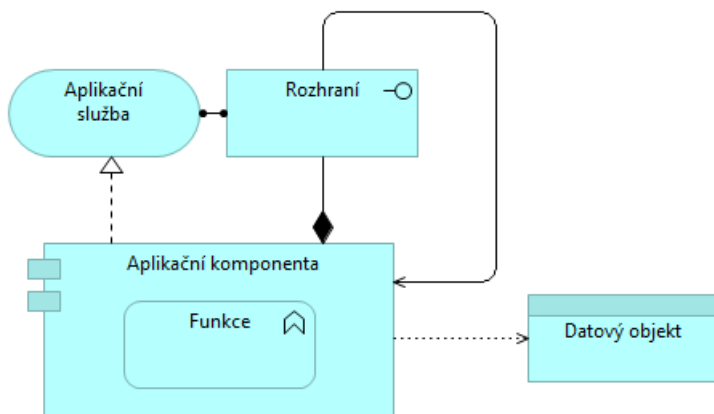 Aplikační
služba
Rozhraní
Aplikační komponenta
Funkce
Datový objekt